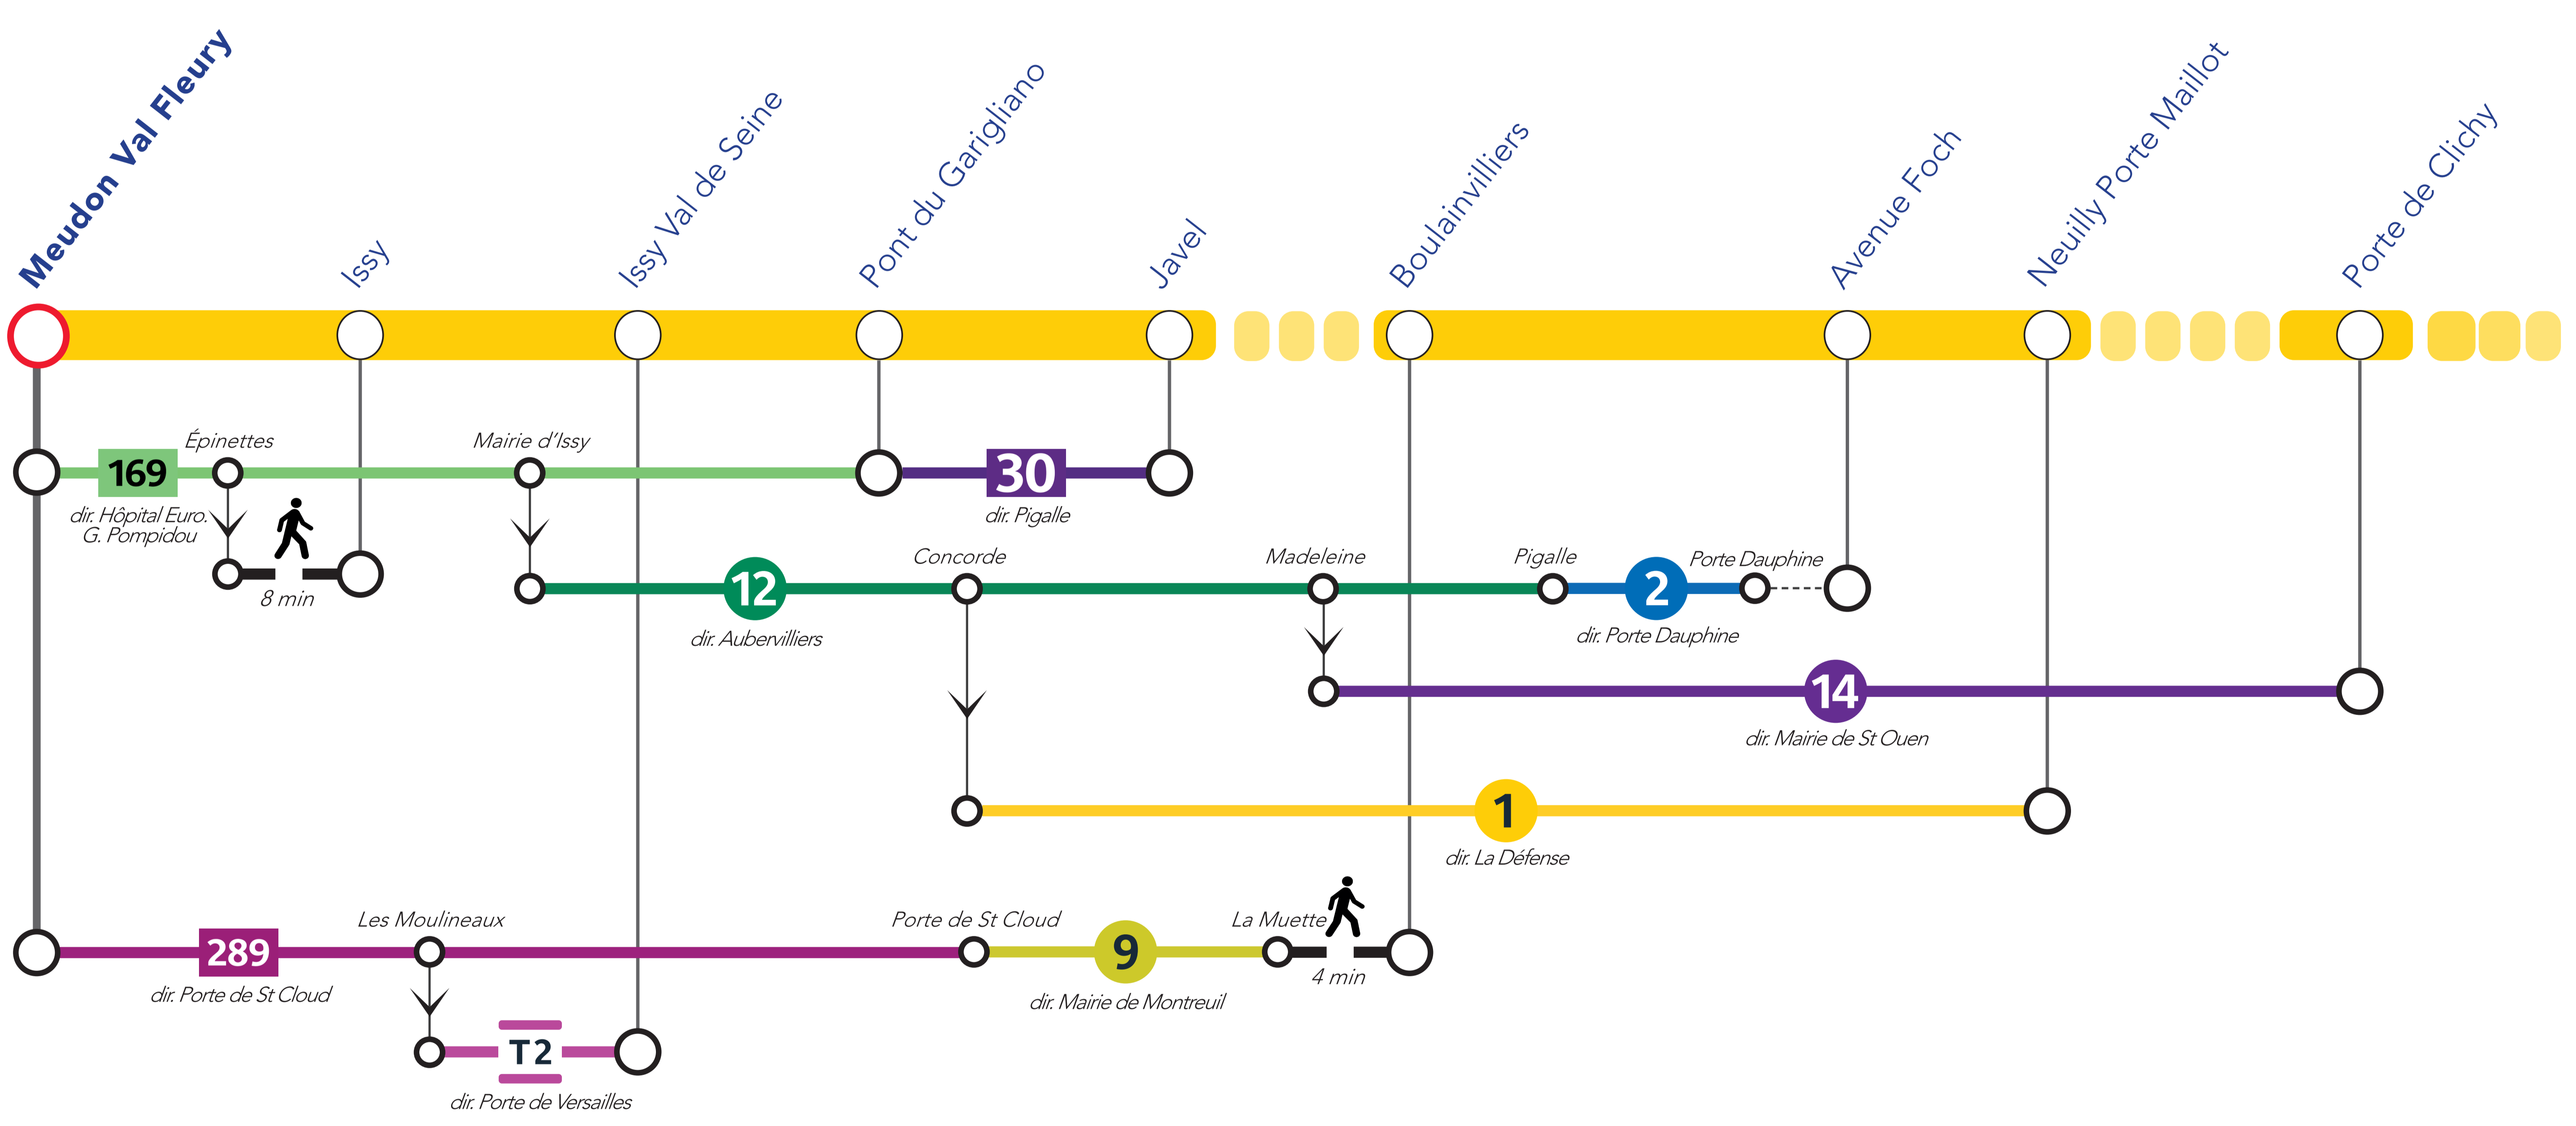 Meudon Val Fleury
Issy
Issy Val de Seine
Pont du Garigliano
Javel
Boulainvilliers
Avenue Foch
Neuilly Porte Maillot
Porte de Clichy
169
Épinettes
Mairie d'Issy
30
dir. Hôpital Euro.
G. Pompidou
dir. Pigalle
8 min
12
Concorde
Madeleine
Pigalle
2
Porte Dauphine
dir. Aubervilliers
dir. Porte Dauphine
14
dir. Mairie de St Ouen
1
dir. La Défense
289
Les Moulineaux
Porte de St Cloud
9
La Muette
4 min
dir. Porte de St Cloud
dir. Mairie de Montreuil
T2
dir. Porte de Versailles